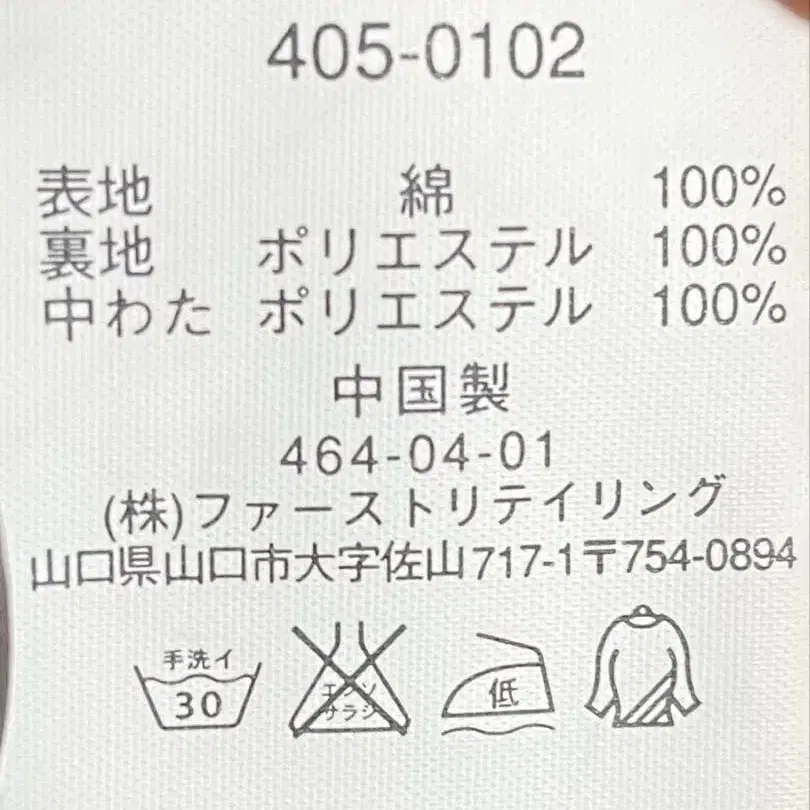 405-0102
表地 綿 100%
裏地 ポリエステル 100%
中わた ポリエステル 100%
中国製
464-04-01
(株)ファーストリテイリング
山口県山口市大字佐山717-1〒754-0894
手洗イ
30
エンソ
サラシ
低